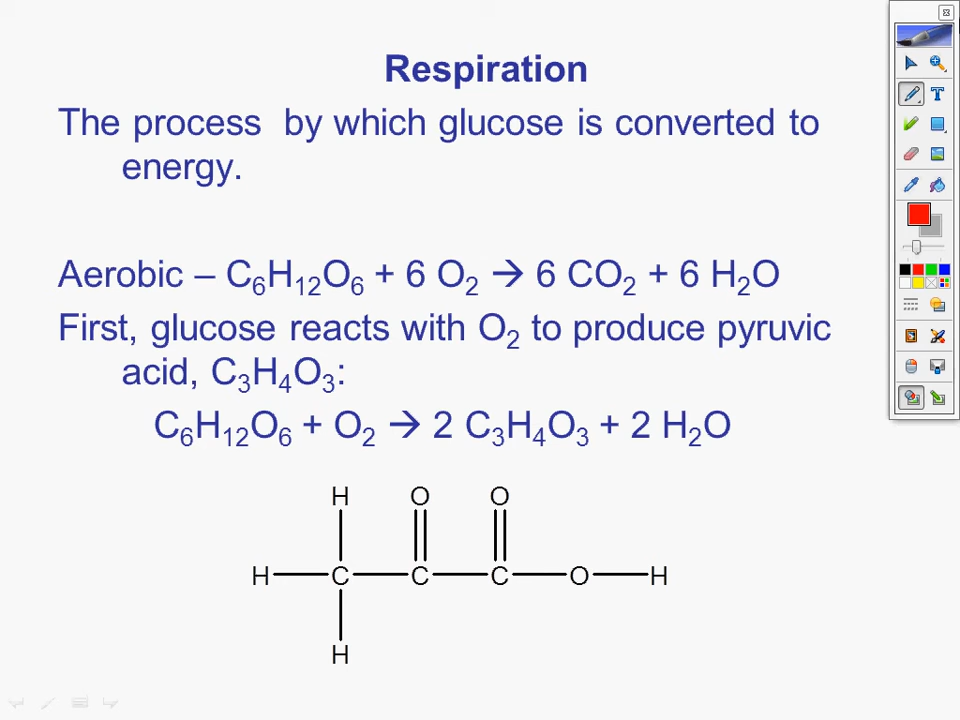 Respiration
The process by which glucose is converted to
energy.
Aerobic – C₆H₁₂O₆ + 6 O₂ → 6 CO₂ + 6 H₂O
First, glucose reacts with O₂ to produce pyruvic
acid, C₃H₄O₃:
C₆H₁₂O₆ + O₂ → 2 C₃H₄O₃ + 2 H₂O
H O O
H C C C O H
H
T